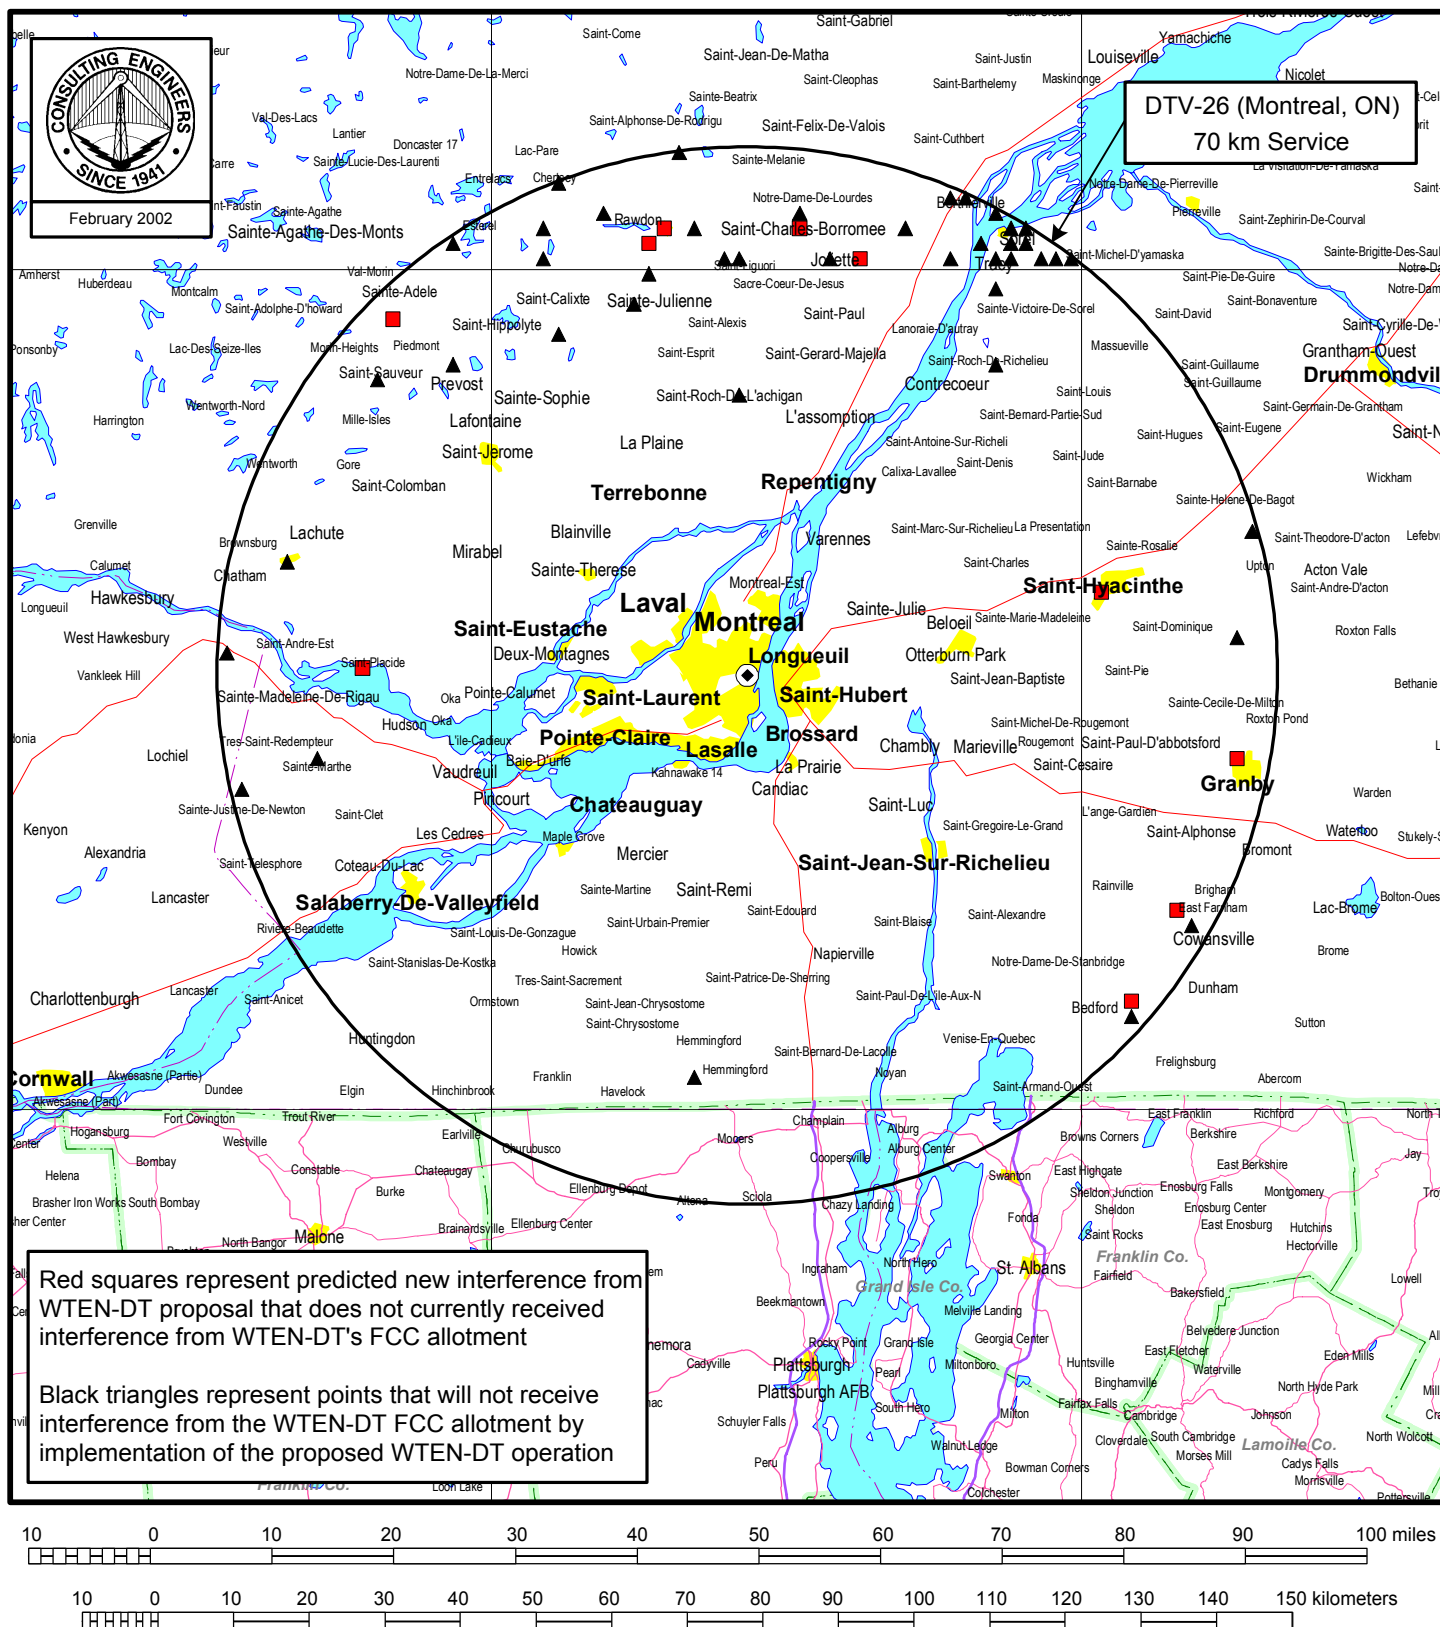 CONSULTING ENGINEERS
SINCE 1941
February 2002
DTV-26 (Montreal, ON)
70 km Service
Saint-Gabriel
Saint-Come
Saint-Jean-De-Matha
Saint-Justin
Yamachiche
Louiseville
Notre-Dame-De-La-Merci
Saint-Cleophas
Saint-Barthelemy
Maskinonge
Nicolet
Sainte-Beatrix
Val-Des-Lacs
Lantier
Doncaster 17
Saint-Alphonse-De-Rodrigu
Saint-Felix-De-Valois
Saint-Cuthbert
Sainte-Lucie-Des-Laurenti
Lac-Pare
Sainte-Melanie
La Visitation-De-Yamaska
Entrelacs
Chertsey
Notre-Dame-De-Lourdes
Berthierville
Notre-Dame-De-Pierreville
Pierreville
Sainte-Agathe
Sainte-Agathe-Des-Monts
Esterel
Rawdon
Saint-Charles-Borromee
Sorel
Saint-Zephirin-De-Courval
Val-Morin
Saint-Liguori
Joliette
Tracy
Saint-Michel-D'yamaska
Amherst
Huberdeau
Montcalm
Sainte-Adele
Saint-Calixte
Sainte-Julienne
Sacre-Coeur-De-Jesus
Saint-Pie-De-Guire
Saint-Adolphe-D'howard
Saint-Hippolyte
Saint-Alexis
Saint-Paul
Lanoraie-D'autray
Sainte-Victoire-De-Sorel
Saint-David
Saint-Bonaventure
Ponsonby
Lac-Des-Seize-Iles
Morin-Heights
Piedmont
Saint-Esprit
Saint-Gerard-Majella
Saint-Roch-De-Richelieu
Massueville
Grantham-Ouest
Saint-Sauveur
Prevost
Contrecoeur
Saint-Guillaume
Saint-Guillaume
Wentworth-Nord
Sainte-Sophie
Saint-Roch-De-L'achigan
Saint-Louis
Saint-Germain-De-Grantham
Harrington
Mille-Isles
Lafontaine
L'assomption
Saint-Bernard-Partie-Sud
Saint-Hugues
Saint-Eugene
Wentworth
Gore
Saint-Jerome
La Plaine
Saint-Antoine-Sur-Richeli
Calixa-Lavallee
Saint-Denis
Saint-Jude
Saint-Colomban
Terrebonne
Repentigny
Saint-Barnabe
Wickham
Sainte-Helene-De-Bagot
Grenville
Lachute
Brownsburg
Blainville
Varennes
Saint-Marc-Sur-Richelieu
La Presentation
Saint-Theodore-D'acton
Calumet
Chatham
Mirabel
Sainte-Therese
Montreal-Est
Saint-Charles
Sainte-Rosalie
Upton
Acton Vale
Saint-Andre-D'acton
Longueuil
Hawkesbury
Laval
Montreal
Sainte-Julie
Saint-Hyacinthe
West Hawkesbury
Saint-Andre-Est
Saint-Eustache
Beloeil
Sainte-Marie-Madeleine
Saint-Dominique
Roxton Falls
Vankleek Hill
Saint-Placide
Deux-Montagnes
Longueuil
Otterburn Park
Saint-Pie
Bethanie
Sainte-Madeleine-De-Rigau
Oka
Pointe-Calumet
Saint-Laurent
Saint-Hubert
Saint-Jean-Baptiste
Sainte-Cecile-De-Milton
Roxton Pond
Hudson
Oka
Lochiel
Tres-Saint-Redempteur
L'ile-Cadieux
Pointe-Claire
Lasalle
Brossard
Chambly
Marieville
Saint-Michel-De-Rougemont
Rougemont
Saint-Paul-D'abbotsford
Sainte-Marthe
Vaudreuil
Baie-D'urfe
Kahnawake 14
La Prairie
Saint-Cesaire
Granby
Sainte-Justine-De-Newton
Pincourt
Chateauguay
Candiac
Saint-Luc
L'ange-Gardien
Warden
Kenyon
Saint-Clet
Les Cedres
Maple Grove
Saint-Gregoire-Le-Grand
Saint-Alphonse
Waterloo
Alexandria
Saint-Telesphore
Coteau-Du-Lac
Mercier
Saint-Jean-Sur-Richelieu
Bromont
Lancaster
Salaberry-De-Valleyfield
Sainte-Martine
Saint-Remi
Rainville
Brigham
East Farnham
Lac-Brome
Riviere-Beaudette
Saint-Louis-De-Gonzague
Saint-Urbain-Premier
Saint-Edouard
Saint-Blaise
Saint-Alexandre
Cowansville
Brome
Saint-Stanislas-De-Kostka
Howick
Napierville
Notre-Dame-De-Stanbridge
Charlottenburgh
Lancaster
Saint-Anicet
Ormstown
Tres-Saint-Sacrement
Saint-Patrice-De-Sherring
Saint-Paul-De-L'ile-Aux-N
Bedford
Dunham
Saint-Jean-Chrysostome
Saint-Chrysostome
Sutton
Huntingdon
Hemmingford
Saint-Bernard-De-Lacolle
Venise-En-Quebec
Frelighsburg
Cornwall
Akwesasne (Partie)
Dundee
Elgin
Hinchinbrook
Franklin
Havelock
Hemmingford
Noyan
Saint-Armand-Ouest
Abercorn
Akwesasne (Part)
Hogansburg
Fort Covington
Trout River
Champlain
East Franklin
Richford
Westville
Earlville
Churubusco
Mooers
Coopersville
Alburg
Alburg Center
Browns Corners
Berkshire
Helena
Bombay
Constable
Chateaugay
Ellenburg Depot
Altona
Sciola
Chazy Landing
Swanton
East Highgate
East Berkshire
Jay
Brasher Iron Works
South Bombay
Burke
Sheldon Junction
Sheldon
Enosburg Falls
Montgomery
North Bangor
Malone
Brainardsville
Ellenburg Center
Fonda
Saint Rocks
Enosburg Center
East Enosburg
Hutchins
Hectorville
Red squares represent predicted new interference from
WTEN-DT proposal that does not currently received
interference from WTEN-DT's FCC allotment
Black triangles represent points that will not receive
interference from the WTEN-DT FCC allotment by
implementation of the proposed WTEN-DT operation
Ingraham
North Hero
Grand Isle Co.
St. Albans
Franklin Co.
Fairfield
Bakersfield
Lowell
Beekmantown
Melville Landing
Georgia Center
Belvedere Junction
Rocky Point
Grand Isle
East Fletcher
Eden Mills
Cadyville
Plattsburgh
Pearl
Miltonboro
Huntsville
Binghamville
Waterville
North Hyde Park
Plattsburgh AFB
South Hero
Milton
Fairfax Falls
Cambridge
Johnson
Schuyler Falls
Walnut Ledge
Cloverdale
South Cambridge
Morses Mill
Lamoille Co.
North Wolcott
Peru
Bowman Corners
Cadys Falls
Morrisville
Franklin Co.
Loon Lake
Colchester
Pottersville
10 0 10 20 30 40 50 60 70 80 90 100 miles
10 0 10 20 30 40 50 60 70 80 90 100 110 120 130 140 150 kilometers